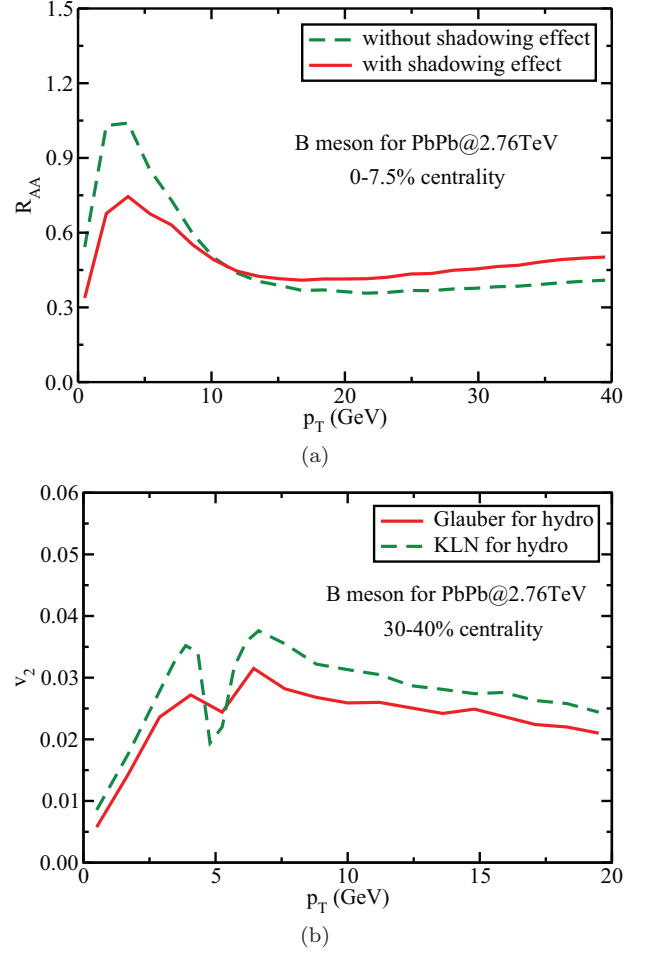 1.5
without shadowing effect
with shadowing effect
1.2
0.9
B meson for PbPb@2.76TeV
0-7.5% centrality
R_AA
0.6
0.3
0.0
0 10 20 30 40
p_T (GeV)
(a)
0.06
Glauber for hydro
KLN for hydro
0.05
B meson for PbPb@2.76TeV
0.04
30-40% centrality
v_2
0.03
0.02
0.01
0.00
0 5 10 15 20
p_T (GeV)
(b)